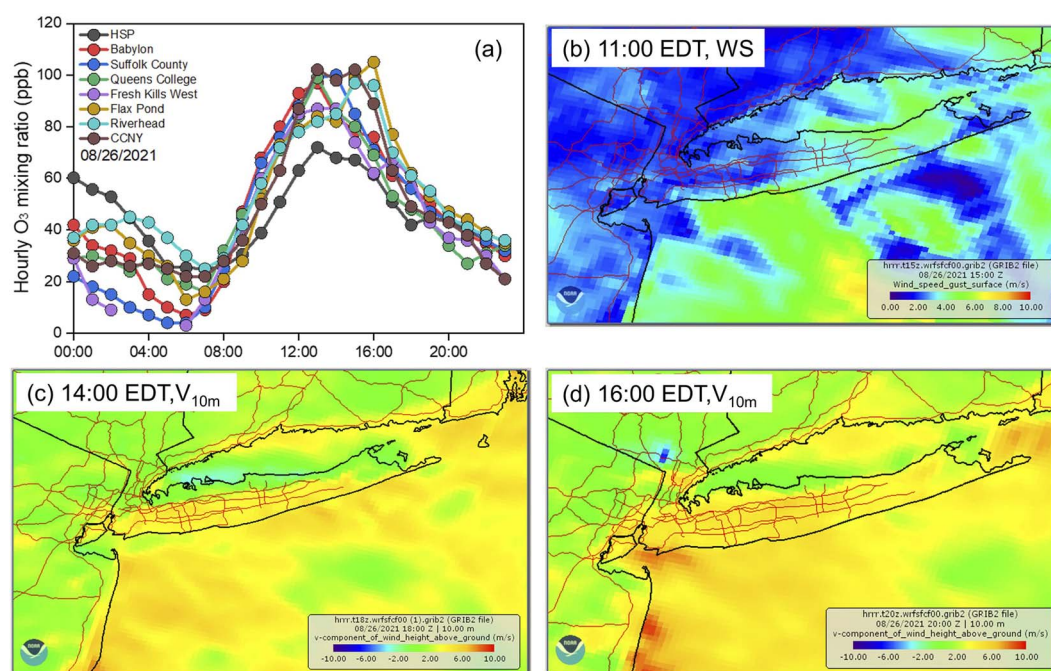 120
100
80
60
40
20
0
Hourly O₃ mixing ratio (ppb)
HSP
Babylon
Suffolk County
Queens College
Fresh Kills West
Flax Pond
Riverhead
CCNY
08/26/2021
(a)
00:00 04:00 08:00 12:00 16:00 20:00
(b) 11:00 EDT, WS
hrrr.t15z.wrfsfcf00.grib2 (GRIB2 file)
08/26/2021 15:00 Z
Wind_speed_gust_surface (m/s)
0.00 2.00 4.00 6.00 8.00 10.00
NOAA
(c) 14:00 EDT,V₁₀ₘ
hrrr.t18z.wrfsfcf00 (1).grib2 (GRIB2 file)
08/26/2021 18:00 Z | 10.00 m
v-component_of_wind_height_above_ground (m/s)
-10.00 -6.00 -2.00 2.00 6.00 10.00
NOAA
(d) 16:00 EDT,V₁₀ₘ
hrrr.t20z.wrfsfcf00.grib2 (GRIB2 file)
08/26/2021 20:00 Z | 10.00 m
v-component_of_wind_height_above_ground (m/s)
-10.00 -6.00 -2.00 2.00 6.00 10.00
NOAA